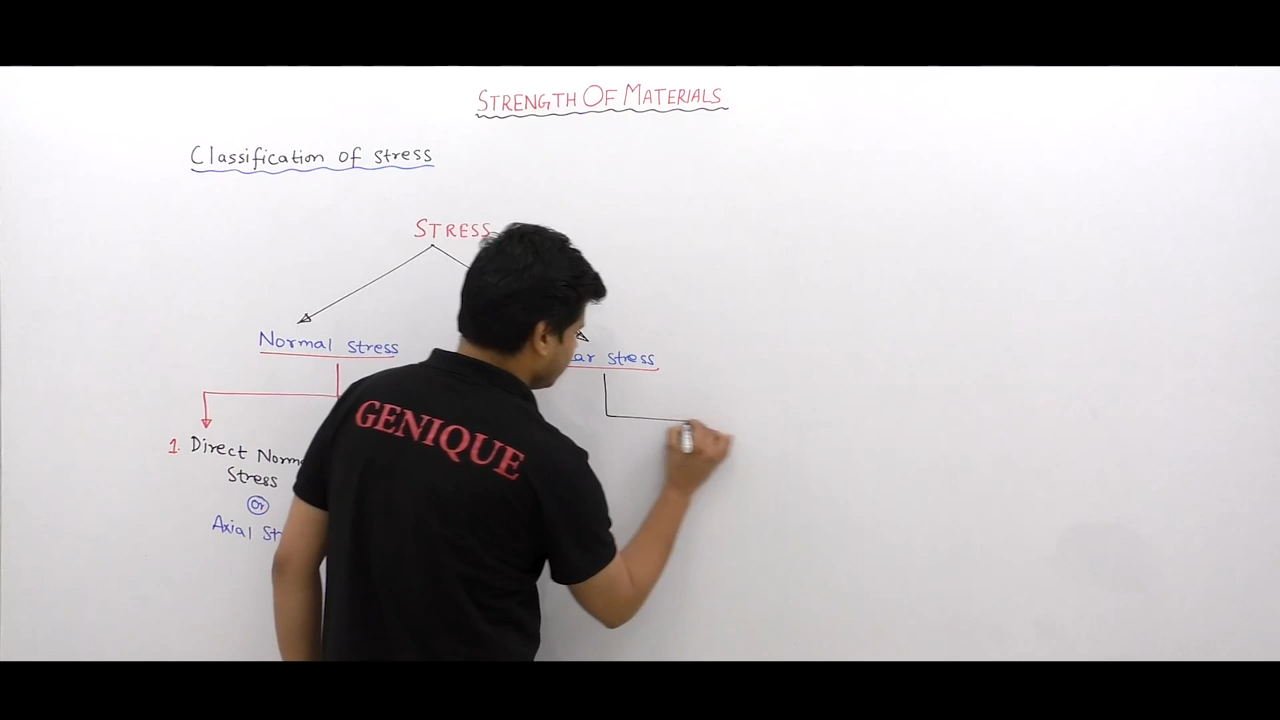 STRENGTH OF MATERIALS
Classification of stress
STRESS
Normal stress
ar stress
1. Direct Norm
Stress
or
Axial St
GENIQUE